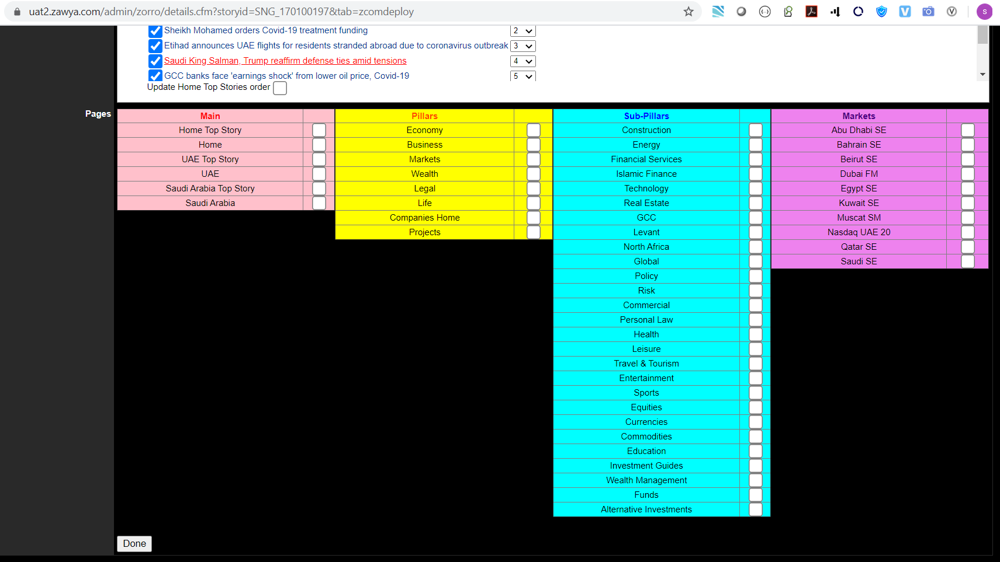 uat2.zawya.com/admin/zorro/details.cfm?storyid=SNG_170100197&tab=zcomdeploy
S
Sheikh Mohamed orders Covid-19 treatment funding 2
Etihad announces UAE flights for residents stranded abroad due to coronavirus outbreak 3
Saudi King Salman, Trump reaffirm defense ties amid tensions 4
GCC banks face 'earnings shock' from lower oil price, Covid-19 5
Update Home Top Stories order
Pages
Main
Home Top Story
Home
UAE Top Story
UAE
Saudi Arabia Top Story
Saudi Arabia
Pillars
Economy
Business
Markets
Wealth
Legal
Life
Companies Home
Projects
Sub-Pillars
Construction
Energy
Financial Services
Islamic Finance
Technology
Real Estate
GCC
Levant
North Africa
Global
Policy
Risk
Commercial
Personal Law
Health
Leisure
Travel & Tourism
Entertainment
Sports
Equities
Currencies
Commodities
Education
Investment Guides
Wealth Management
Funds
Alternative Investments
Markets
Abu Dhabi SE
Bahrain SE
Beirut SE
Dubai FM
Egypt SE
Kuwait SE
Muscat SM
Nasdaq UAE 20
Qatar SE
Saudi SE
Done